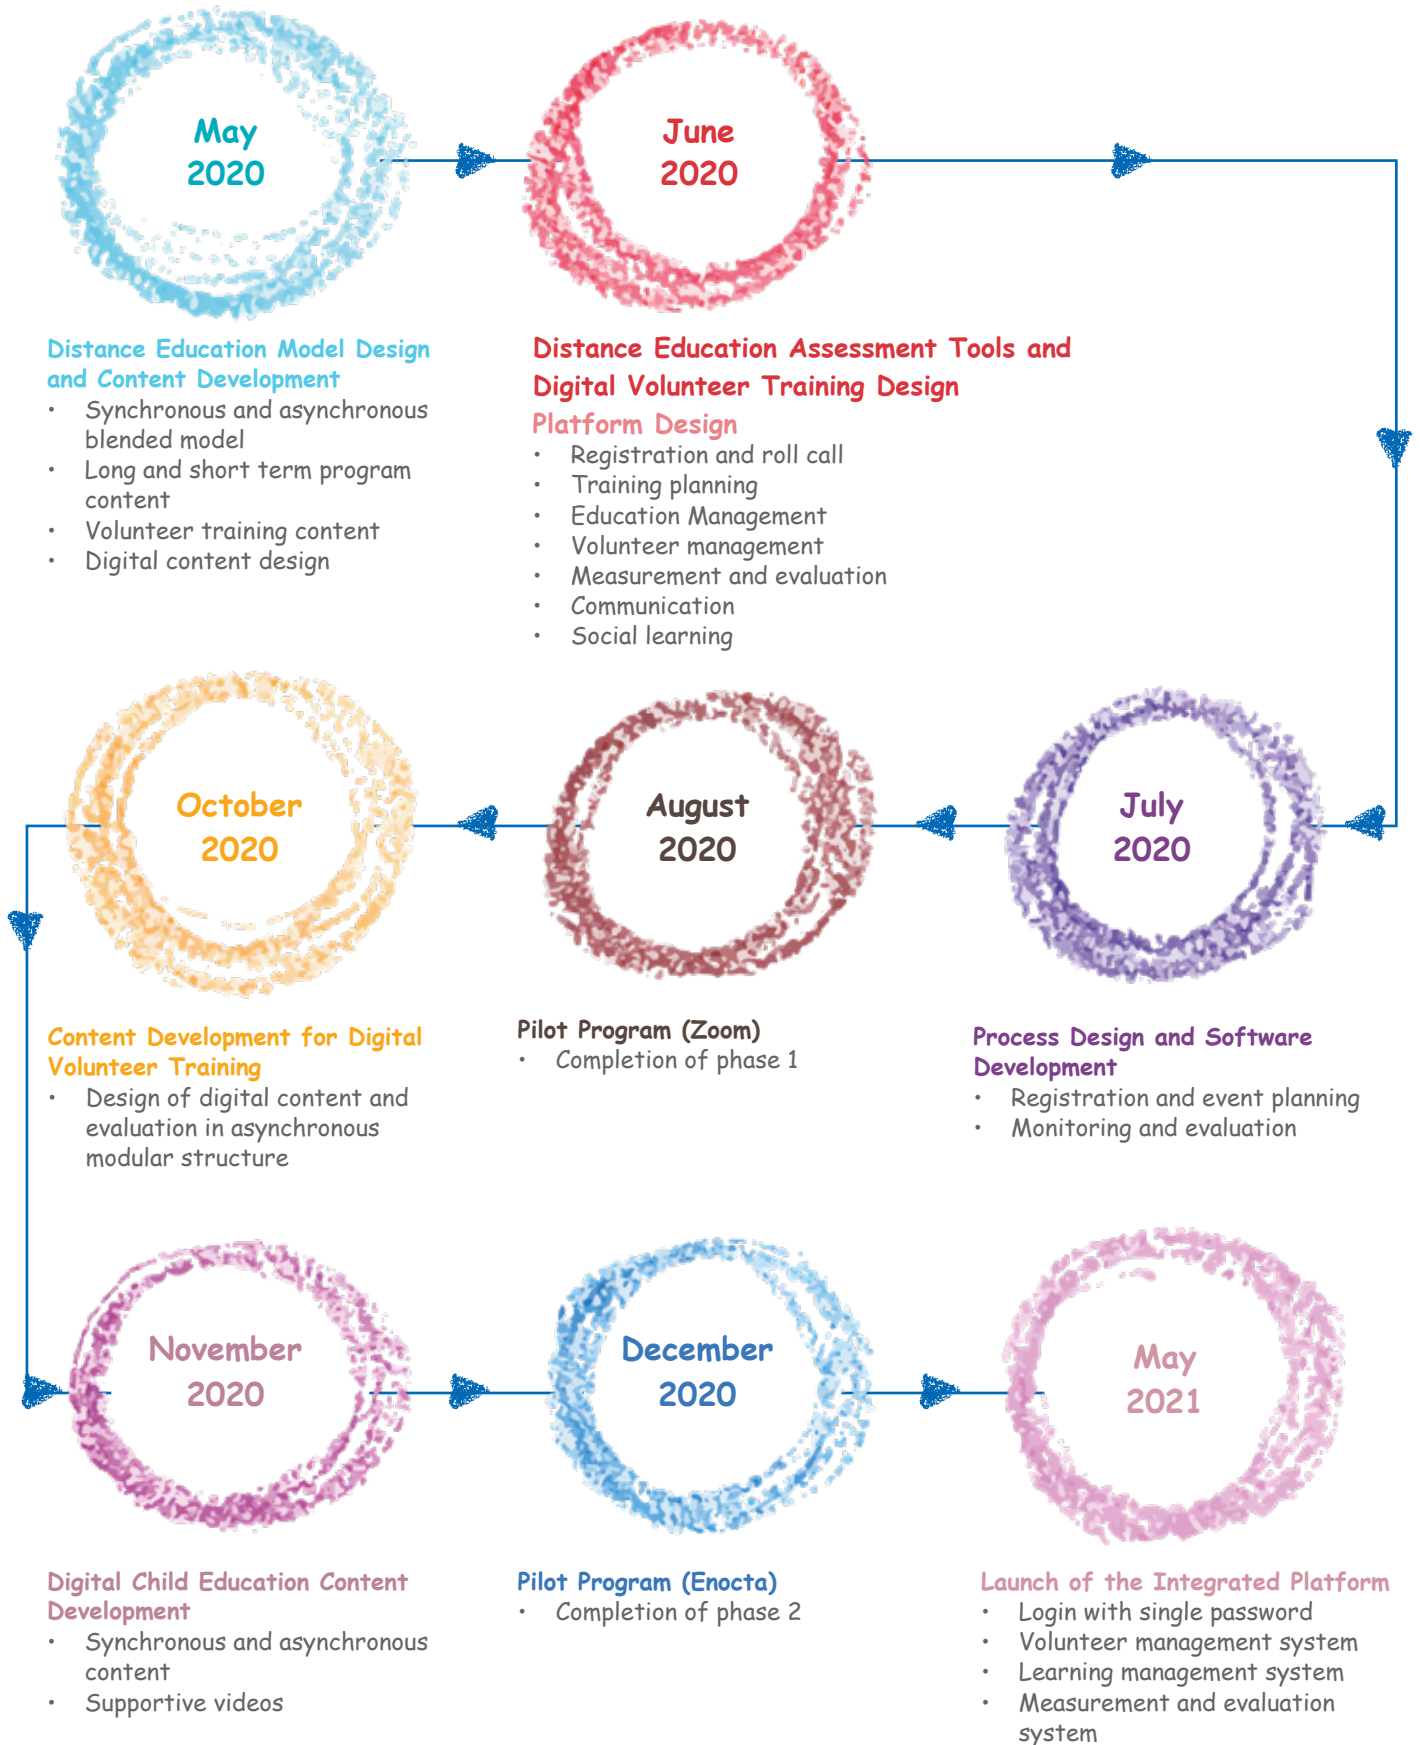 May
2020
Distance Education Model Design
and Content Development
• Synchronous and asynchronous
blended model
• Long and short term program
content
• Volunteer training content
• Digital content design
June
2020
Distance Education Assessment Tools and
Digital Volunteer Training Design
Platform Design
• Registration and roll call
• Training planning
• Education Management
• Volunteer management
• Measurement and evaluation
• Communication
• Social learning
July
2020
Process Design and Software
Development
• Registration and event planning
• Monitoring and evaluation
August
2020
Pilot Program (Zoom)
• Completion of phase 1
October
2020
Content Development for Digital
Volunteer Training
• Design of digital content and
evaluation in asynchronous
modular structure
November
2020
Digital Child Education Content
Development
• Synchronous and asynchronous
content
• Supportive videos
December
2020
Pilot Program (Enocta)
• Completion of phase 2
May
2021
Launch of the Integrated Platform
• Login with single password
• Volunteer management system
• Learning management system
• Measurement and evaluation
system